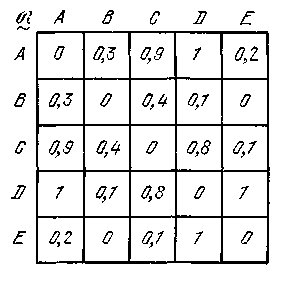 ℛ A B C D E
~
A 0 0,3 0,9 1 0,2
B 0,3 0 0,4 0,1 0
C 0,9 0,4 0 0,8 0,1
D 1 0,1 0,8 0 1
E 0,2 0 0,1 1 0